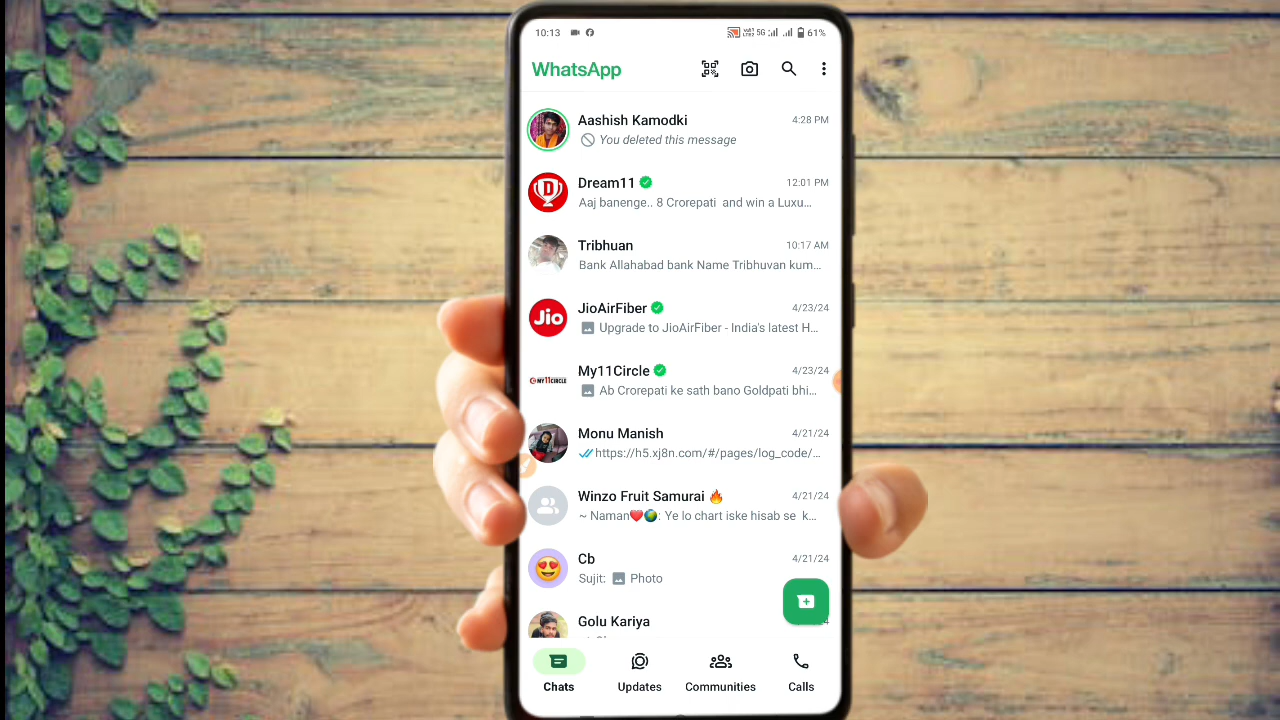 10:13
5G
61%
WhatsApp
Aashish Kamodki
4:28 PM
You deleted this message
Dream11
12:01 PM
Aaj banenge.. 8 Crorepati and win a Luxu...
Tribhuan
10:17 AM
Bank Allahabad bank Name Tribhuvan kum...
Jio
JioAirFiber
4/23/24
Upgrade to JioAirFiber - India's latest H...
MY11CIRCLE
My11Circle
4/23/24
Ab Crorepati ke sath bano Goldpati bhi...
Monu Manish
4/21/24
https://h5.xj8n.com/#/pages/log_code/...
Winzo Fruit Samurai 🔥
4/21/24
~ Naman❤️🌍: Ye lo chart iske hisab se k...
Cb
4/21/24
Sujit: Photo
Golu Kariya
Chats
Updates
Communities
Calls